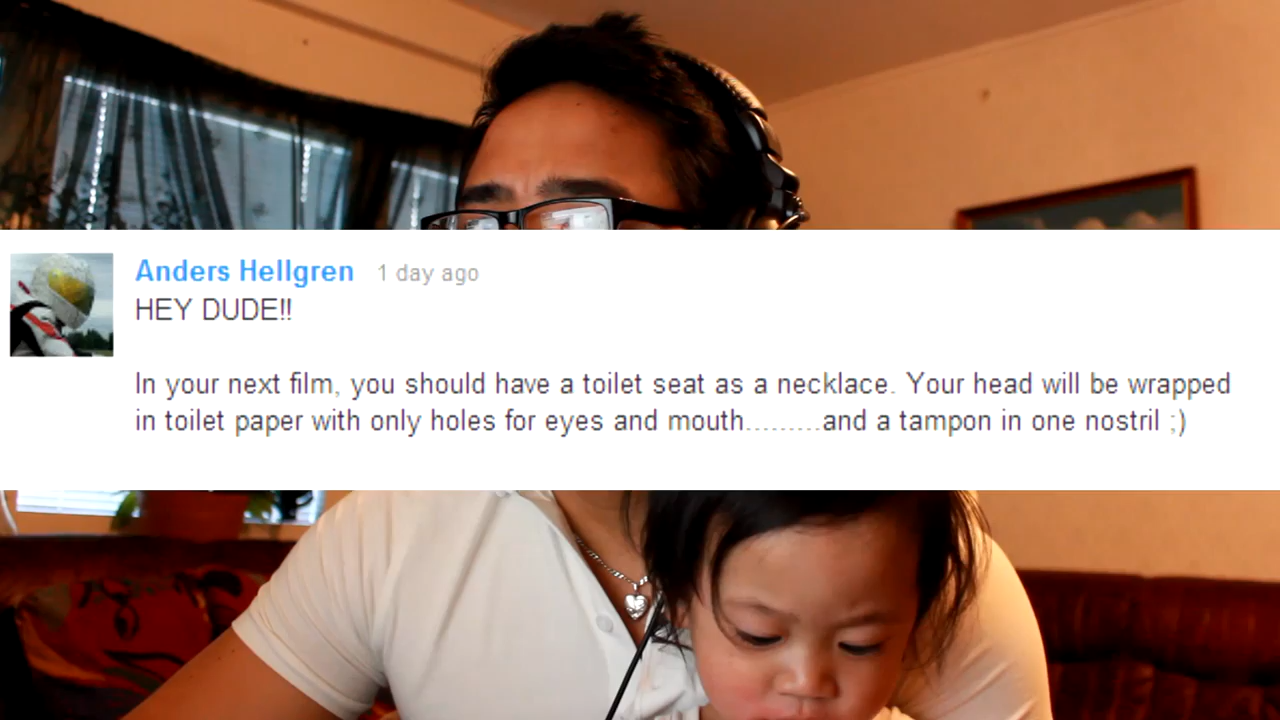 Anders Hellgren 1 day ago
HEY DUDE!!
In your next film, you should have a toilet seat as a necklace. Your head will be wrapped
in toilet paper with only holes for eyes and mouth.........and a tampon in one nostril ;)